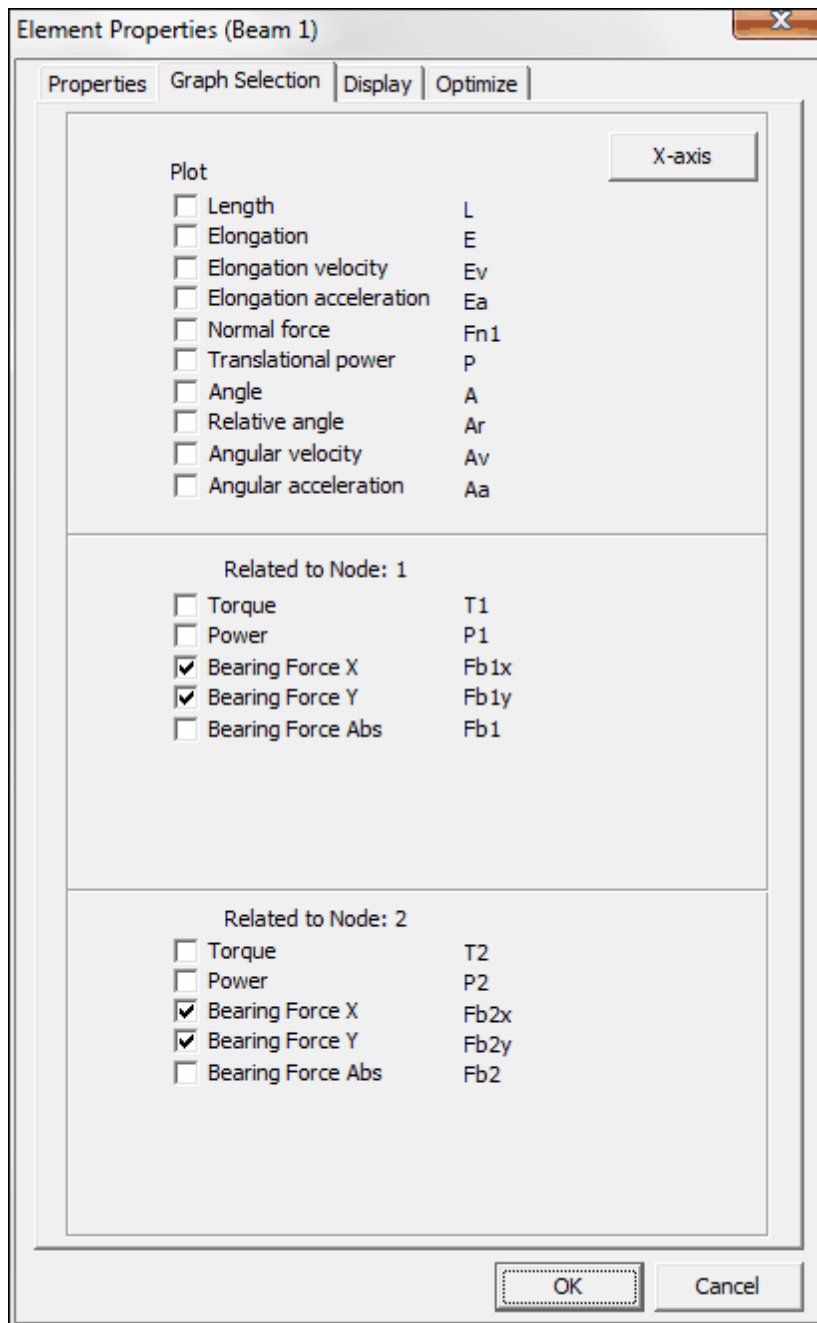 Element Properties (Beam 1)
X
Properties Graph Selection Display Optimize
X-axis
Plot
Length L
Elongation E
Elongation velocity Ev
Elongation acceleration Ea
Normal force Fn1
Translational power P
Angle A
Relative angle Ar
Angular velocity Av
Angular acceleration Aa
Related to Node: 1
Torque T1
Power P1
Bearing Force X Fb1x
Bearing Force Y Fb1y
Bearing Force Abs Fb1
Related to Node: 2
Torque T2
Power P2
Bearing Force X Fb2x
Bearing Force Y Fb2y
Bearing Force Abs Fb2
OK Cancel